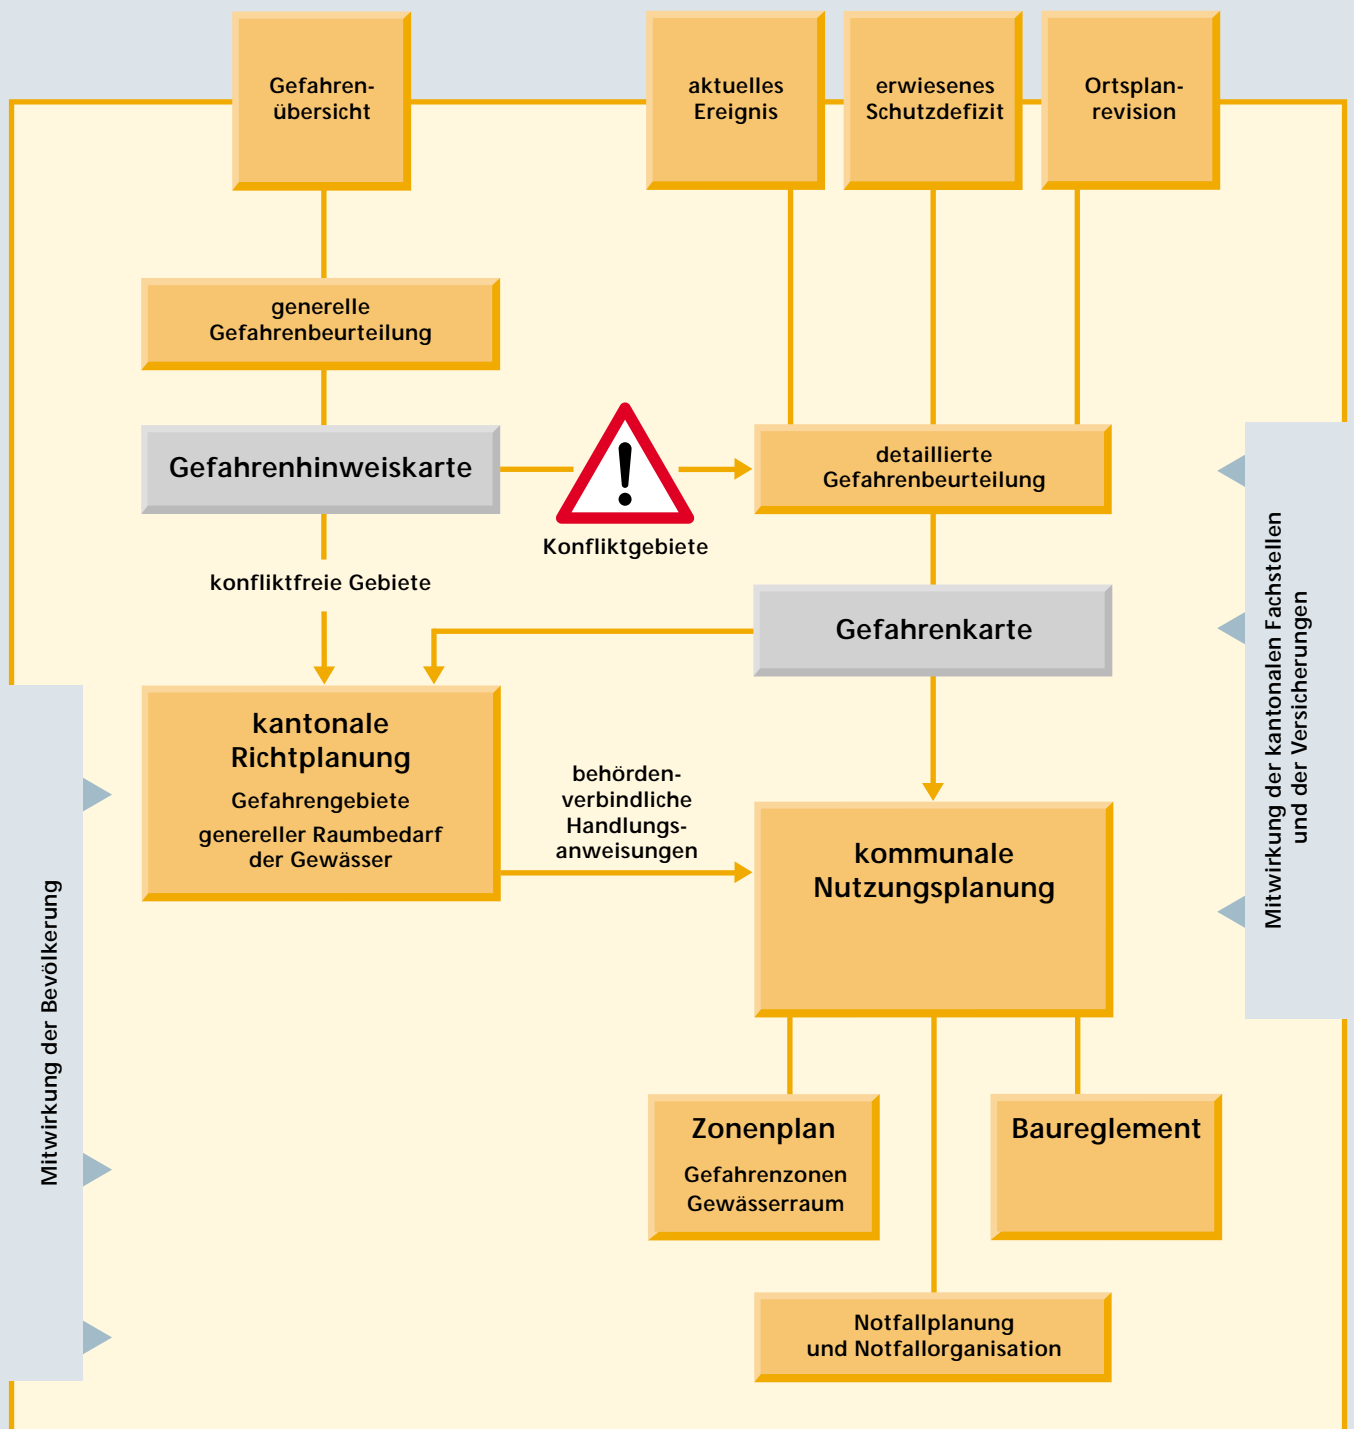 Gefahren-
übersicht
aktuelles
Ereignis
erwiesenes
Schutzdefizit
Ortsplan-
revision
generelle
Gefahrenbeurteilung
Gefahrenhinweiskarte
!
Konfliktgebiete
detaillierte
Gefahrenbeurteilung
konfliktfreie Gebiete
Gefahrenkarte
kantonale
Richtplanung
Gefahrengebiete
genereller Raumbedarf
der Gewässer
behörden-
verbindliche
Handlungs-
anweisungen
kommunale
Nutzungsplanung
Zonenplan
Gefahrenzonen
Gewässerraum
Baureglement
Notfallplanung
und Notfallorganisation
Mitwirkung der Bevölkerung
Mitwirkung der kantonalen Fachstellen
und der Versicherungen